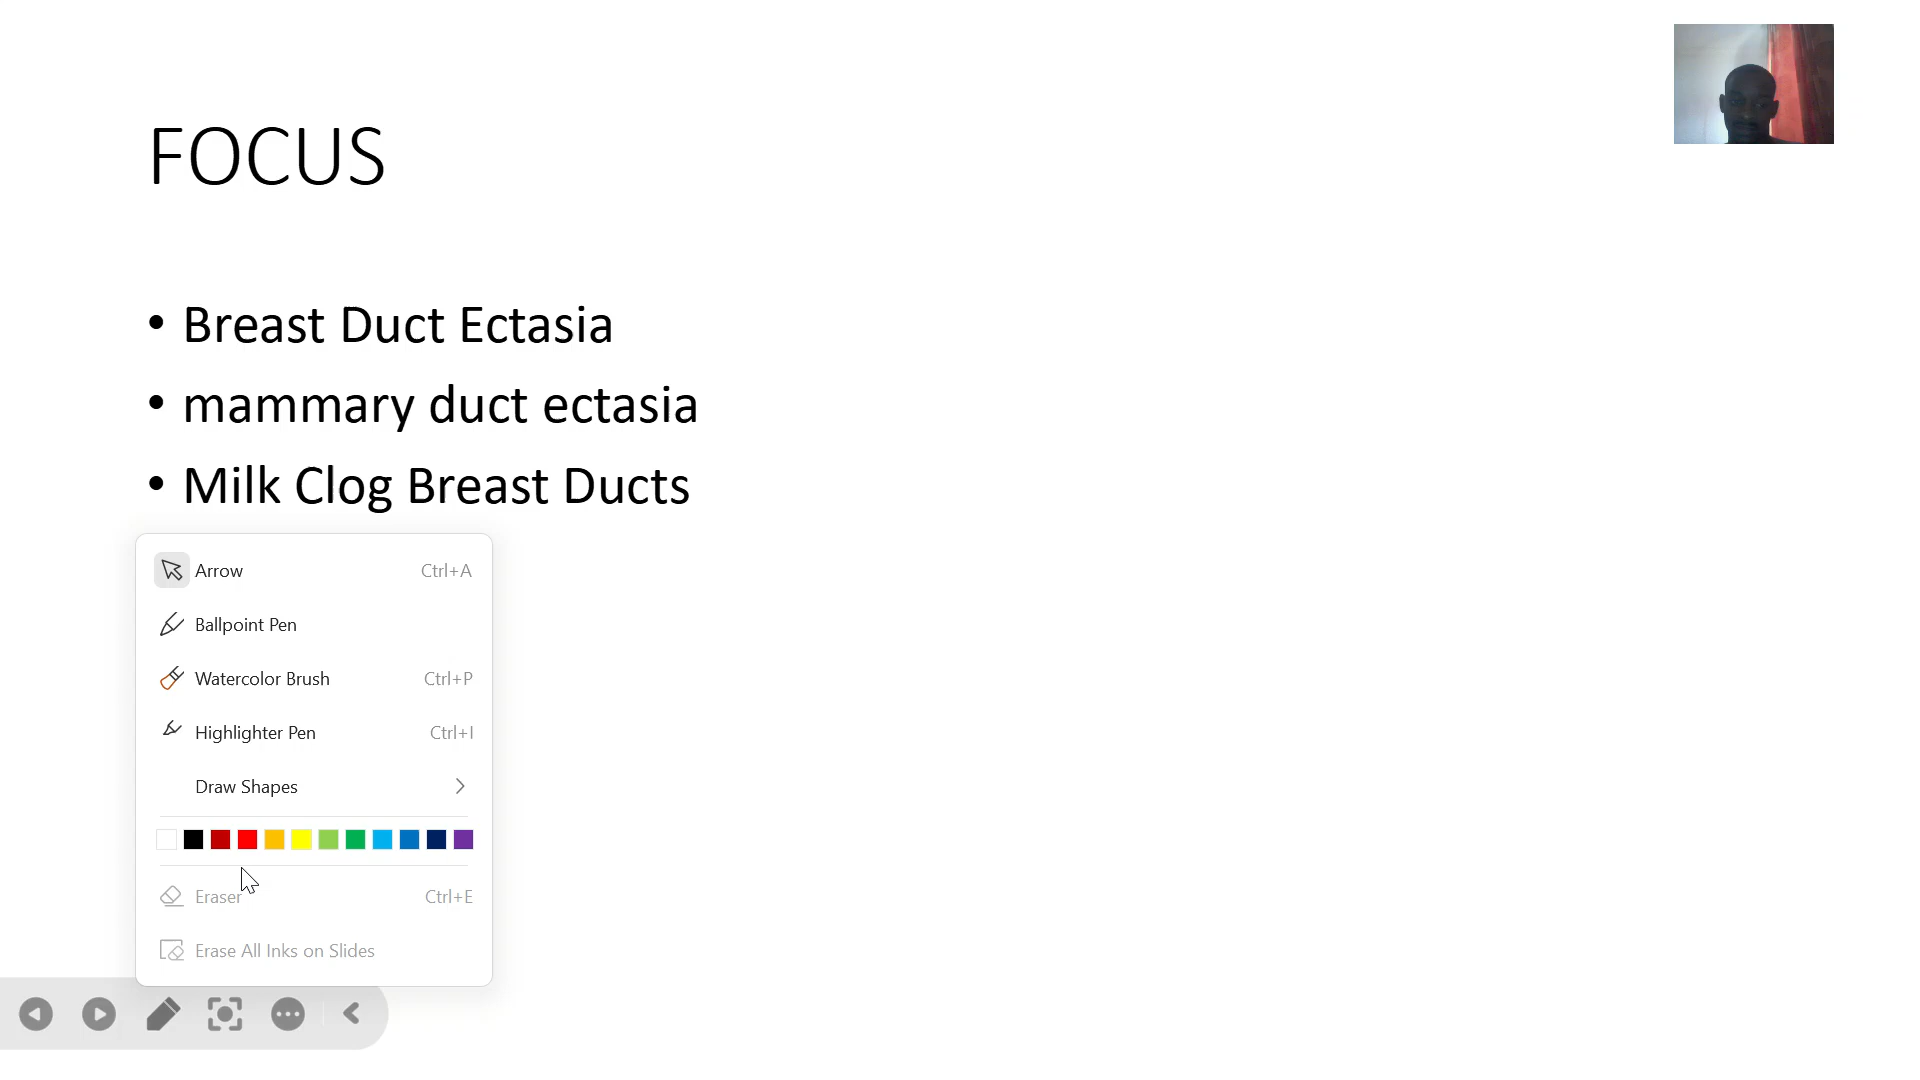 FOCUS
• Breast Duct Ectasia
• mammary duct ectasia
• Milk Clog Breast Ducts
Arrow Ctrl+A
Ballpoint Pen
Watercolor Brush Ctrl+P
Highlighter Pen Ctrl+I
Draw Shapes
Eraser Ctrl+E
Erase All Inks on Slides